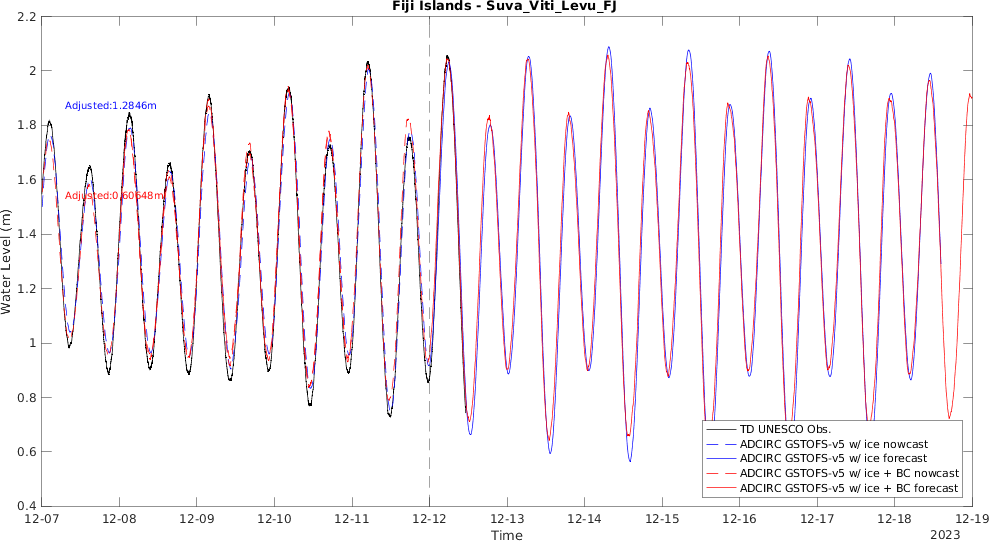 Fiji Islands - Suva_Viti_Levu_FJ
2.2
2
1.8
1.6
1.4
1.2
1
0.8
0.6
0.4
Water Level (m)
Adjusted:1.2846m
Adjusted:0.60648m
TD UNESCO Obs.
ADCIRC GSTOFS-v5 w/ ice nowcast
ADCIRC GSTOFS-v5 w/ ice forecast
ADCIRC GSTOFS-v5 w/ ice + BC nowcast
ADCIRC GSTOFS-v5 w/ ice + BC forecast
12-07 12-08 12-09 12-10 12-11 12-12 12-13 12-14 12-15 12-16 12-17 12-18 12-19
Time
2023